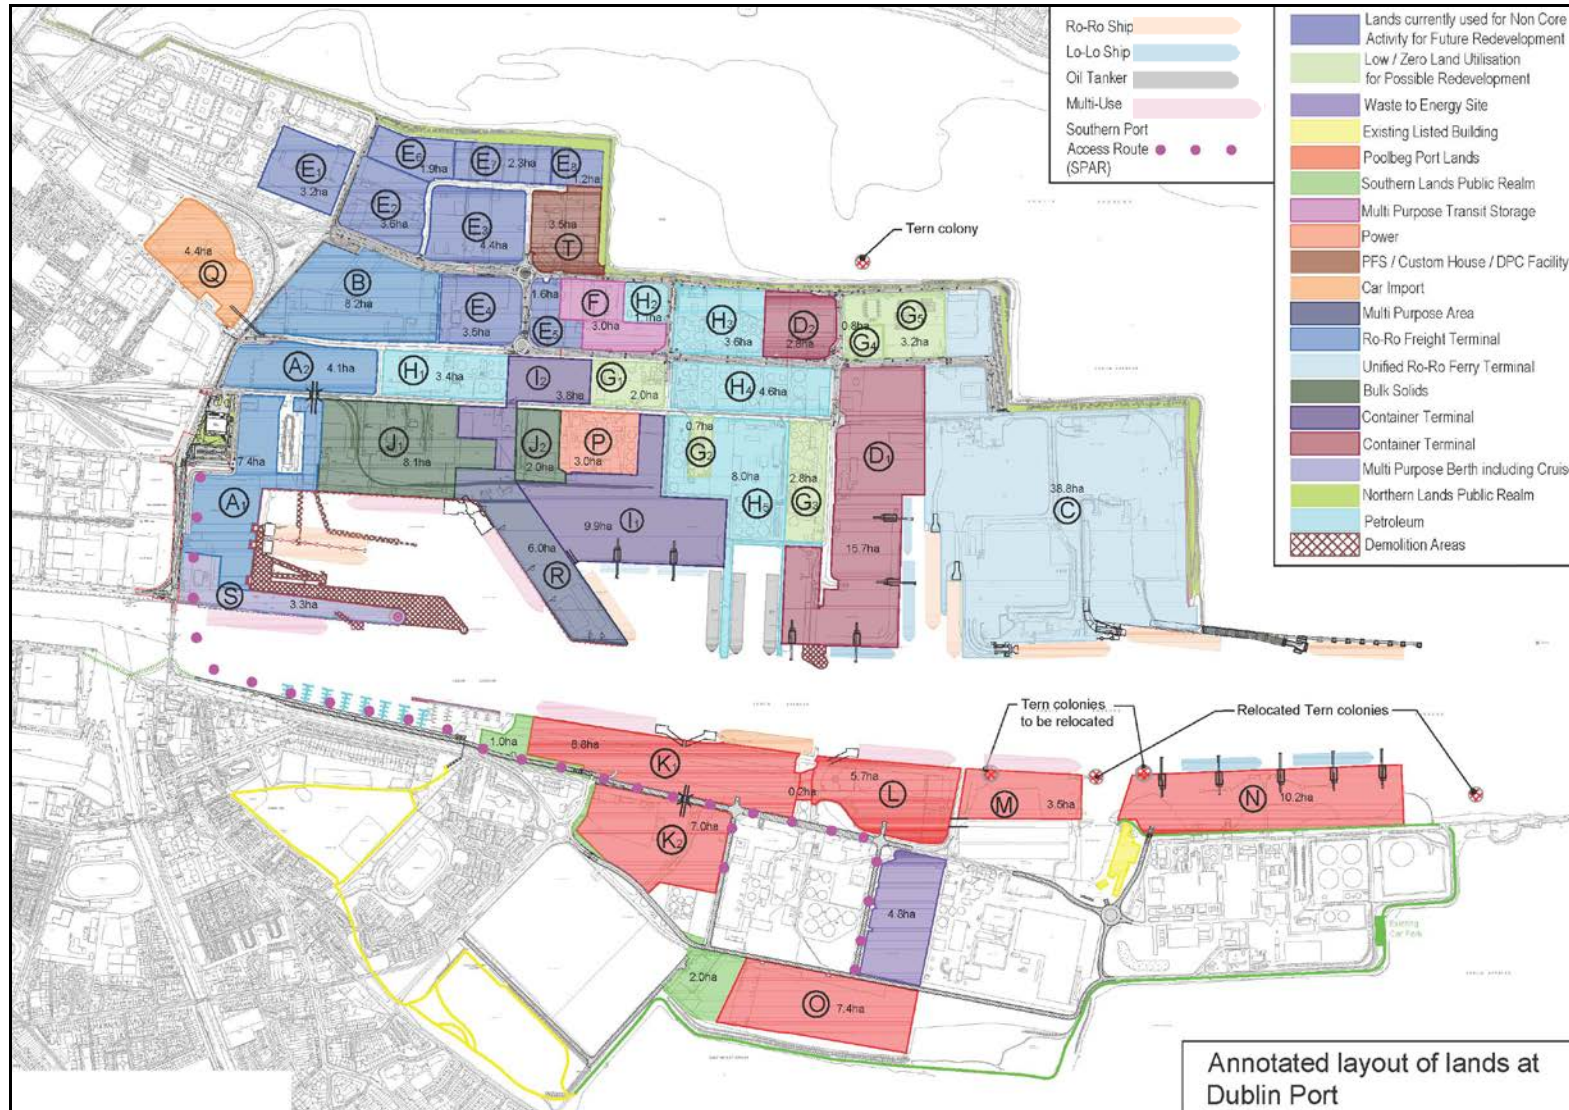 Ro-Ro Ship
Lo-Lo Ship
Oil Tanker
Multi-Use
Southern Port
Access Route
(SPAR)
Lands currently used for Non Core
Activity for Future Redevelopment
Low / Zero Land Utilisation
for Possible Redevelopment
Waste to Energy Site
Existing Listed Building
Poolbeg Port Lands
Southern Lands Public Realm
Multi Purpose Transit Storage
Power
PFS / Custom House / DPC Facility
Car Import
Multi Purpose Area
Ro-Ro Freight Terminal
Unified Ro-Ro Ferry Terminal
Bulk Solids
Container Terminal
Container Terminal
Multi Purpose Berth including Cruise
Northern Lands Public Realm
Petroleum
Demolition Areas
E1
3.2ha
E6
1.9ha
E7
2.3ha
E8
1.2ha
E2
3.6ha
E3
4.4ha
3.5ha
T
Tern colony
4.4ha
Q
B
8.2ha
E4
3.5ha
1.6ha
E5
F
3.0ha
H2
1.1ha
H3
3.6ha
D2
2.8ha
0.8ha
G4
G5
3.2ha
A2
4.1ha
H1
3.4ha
I2
3.8ha
G1
2.0ha
H4
4.6ha
7.4ha
A1
J1
8.1ha
J2
2.0ha
P
3.0ha
0.7ha
G2
8.0ha
H5
2.8ha
G3
D1
15.7ha
38.8ha
C
I1
9.9ha
6.0ha
R
S
3.3ha
Tern colonies
to be relocated
Relocated Tern colonies
1.0ha
8.8ha
K1
0.2ha
5.7ha
L
M
3.5ha
N
10.2ha
7.0ha
K2
4.8ha
2.0ha
O
7.4ha
Existing
Car Park
Annotated layout of lands at
Dublin Port